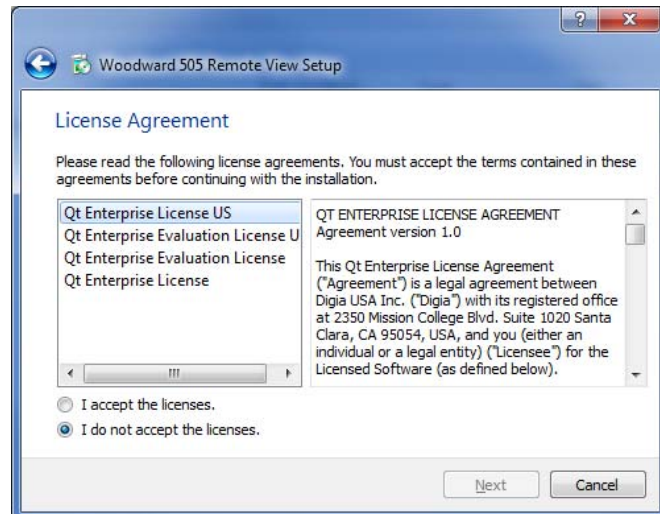 Woodward 505 Remote View Setup
License Agreement
Please read the following license agreements. You must accept the terms contained in these
agreements before continuing with the installation.
Qt Enterprise License US
Qt Enterprise Evaluation License U
Qt Enterprise Evaluation License
Qt Enterprise License
QT ENTERPRISE LICENSE AGREEMENT
Agreement version 1.0
This Qt Enterprise License Agreement
("Agreement") is a legal agreement between
Digia USA Inc. ("Digia") with its registered office
at 2350 Mission College Blvd. Suite 1020 Santa
Clara, CA 95054, USA, and you (either an
individual or a legal entity) ("Licensee") for the
Licensed Software (as defined below).
I accept the licenses.
I do not accept the licenses.
Next
Cancel